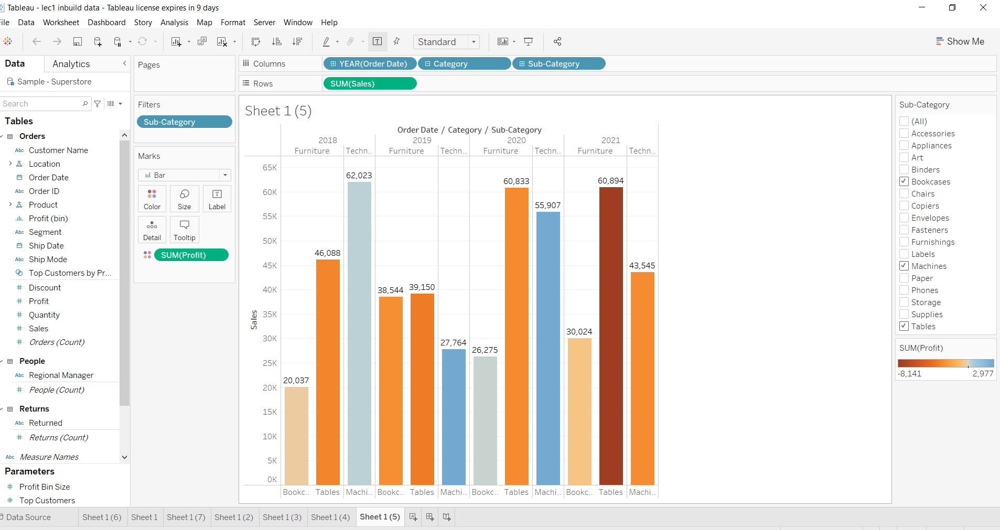 Tableau - lec1 inbuild data - Tableau license expires in 9 days
File Data Worksheet Dashboard Story Analysis Map Format Server Window Help
Standard
Show Me
Data Analytics
Sample - Superstore
Search
Tables
Orders
Abc Customer Name
Location
Order Date
Abc Order ID
Product
Profit (bin)
Abc Segment
Ship Date
Abc Ship Mode
Top Customers by Pr...
# Discount
# Profit
# Quantity
# Sales
# Orders (Count)
People
Abc Regional Manager
# People (Count)
Returns
Abc Returned
# Returns (Count)
Abc Measure Names
Parameters
# Profit Bin Size
# Top Customers
Pages
Filters
Sub-Category
Marks
Bar
Color Size Label
Detail Tooltip
SUM(Profit)
Columns YEAR(Order Date) Category Sub-Category
Rows SUM(Sales)
Sheet 1 (5)
Order Date / Category / Sub-Category
2018 2019 2020 2021
Furniture Techn.. Furniture Techn.. Furniture Techn.. Furniture Techn..
Sales
65K
60K
55K
50K
45K
40K
35K
30K
25K
20K
15K
10K
5K
0K
20,037
46,088
62,023
38,544
39,150
27,764
26,275
60,833
55,907
30,024
60,894
43,545
Bookc.. Tables Machi.. Bookc.. Tables Machi.. Bookc.. Tables Machi.. Bookc.. Tables Machi..
Sub-Category
(All)
Accessories
Appliances
Art
Binders
Bookcases
Chairs
Copiers
Envelopes
Fasteners
Furnishings
Labels
Machines
Paper
Phones
Storage
Supplies
Tables
SUM(Profit)
-8,141 2,977
Data Source Sheet 1 (6) Sheet 1 Sheet 1 (7) Sheet 1 (2) Sheet 1 (3) Sheet 1 (4) Sheet 1 (5)